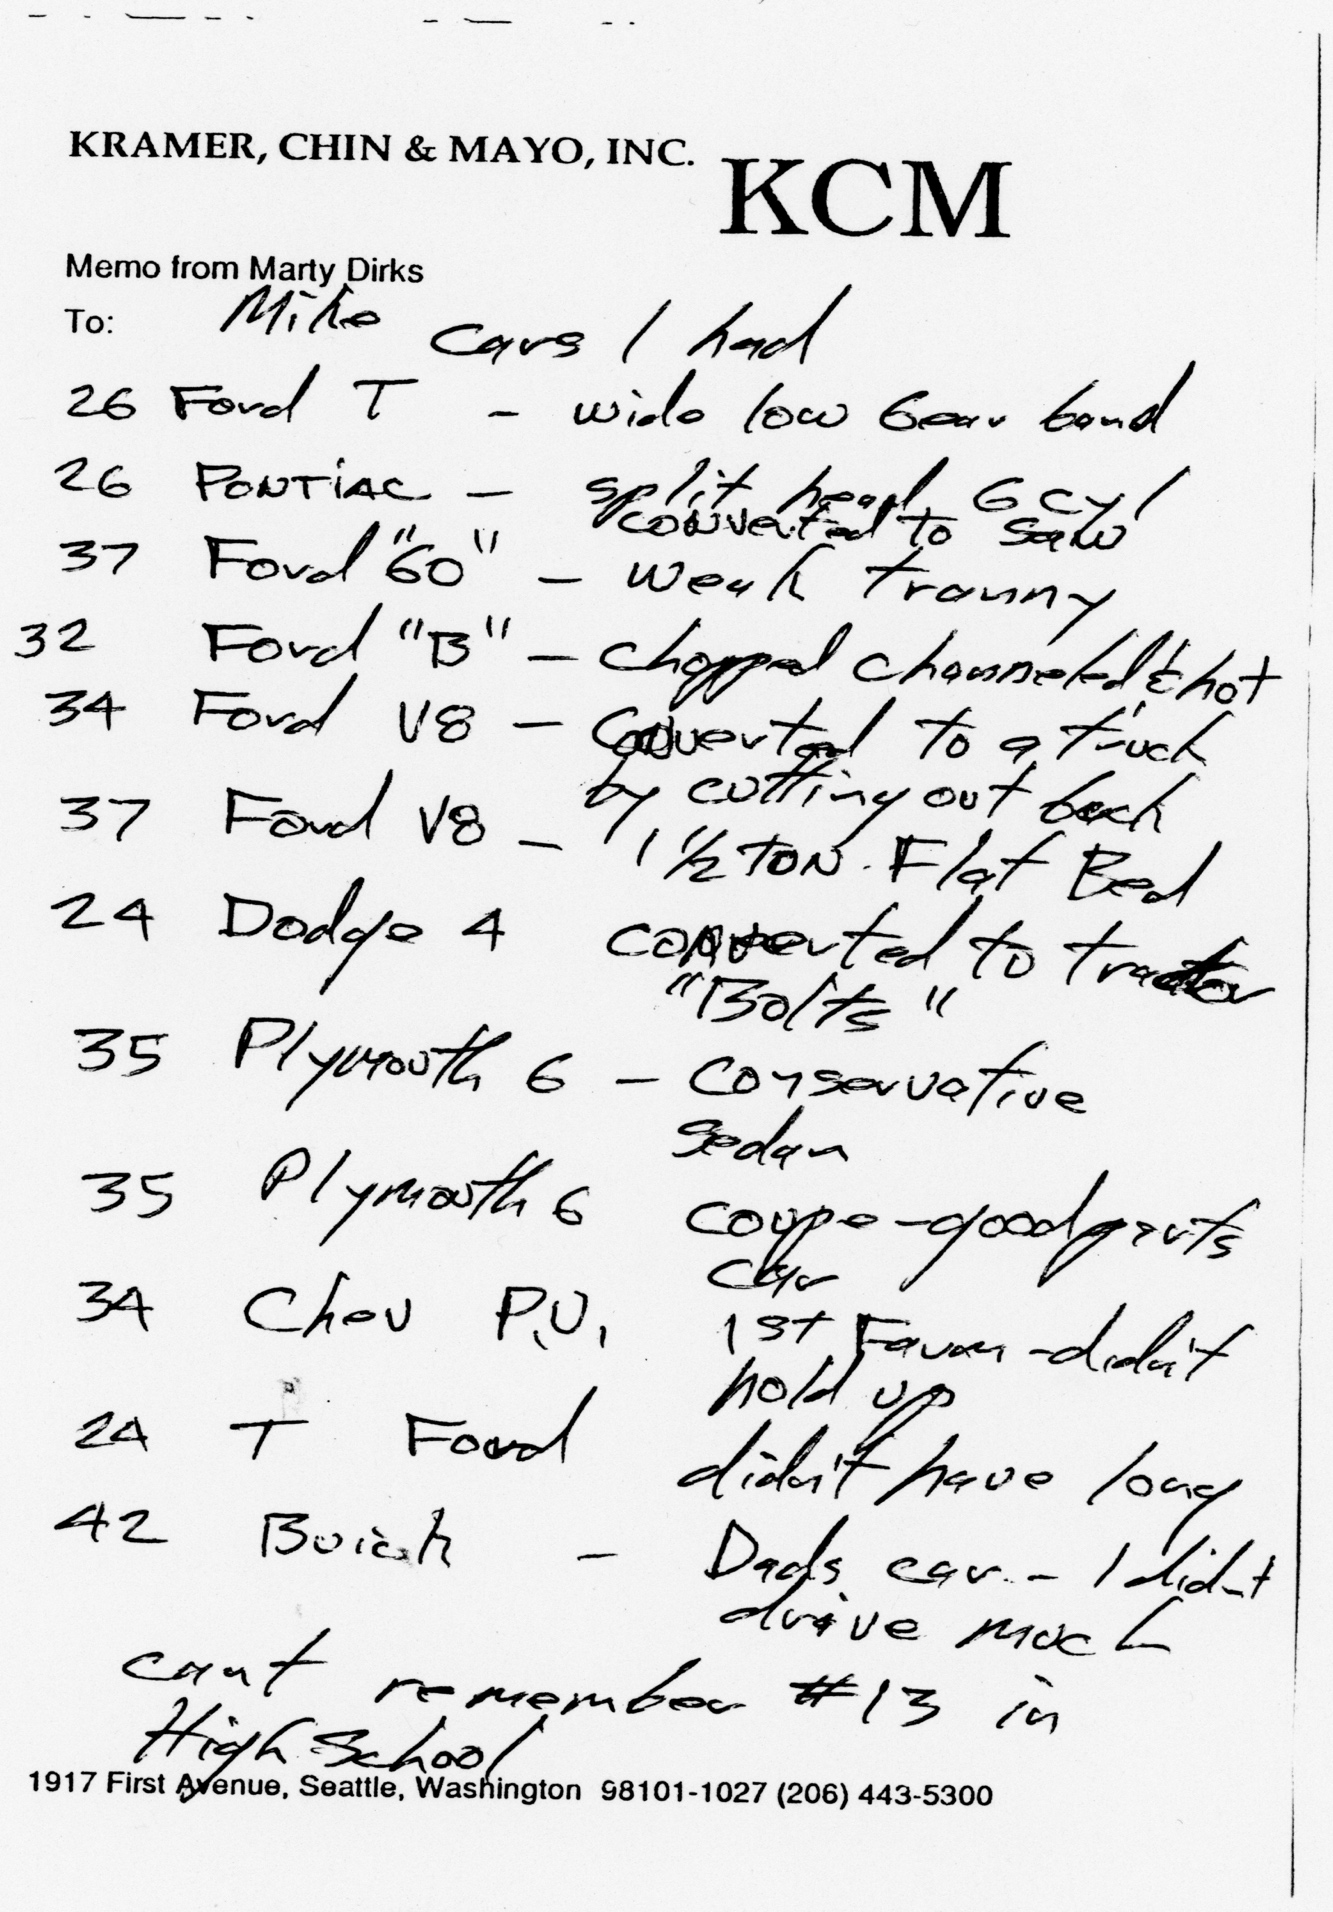 KRAMER, CHIN & MAYO, INC.
KCM
Memo from Marty Dirks
To: Mike
Cars I had
26 Ford T - wide low Gear band
26 PONTIAC - split head 6 cyl
converted to saw
37 Ford "60" - weak tranny
32 Ford "B" - chopped channeled & hot
34 Ford V8 - converted to a truck
by cutting out back
37 Ford V8 - 1 1/2 TON Flat Bed
24 Dodge 4 converted to tractor
"Bolts"
35 Plymouth 6 - conservative
sedan
35 Plymouth 6 coupe - good parts
car
34 Chev P.U. 1st Farm - didn't
hold up
24 T Ford didn't have long
42 Buick - Dads car - I didn't
drive much
cant remember #13 in
High School
1917 First Avenue, Seattle, Washington 98101-1027 (206) 443-5300